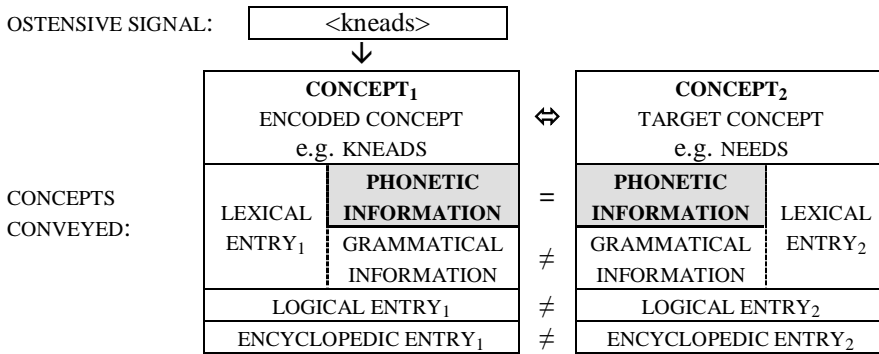 OSTENSIVE SIGNAL: <kneads>
↓
CONCEPT₁ CONCEPT₂
ENCODED CONCEPT ⇔ TARGET CONCEPT
e.g. KNEADS e.g. NEEDS
CONCEPTS CONVEYED:
LEXICAL ENTRY₁ PHONETIC INFORMATION = PHONETIC INFORMATION LEXICAL ENTRY₂
GRAMMATICAL INFORMATION ≠ GRAMMATICAL INFORMATION
LOGICAL ENTRY₁ ≠ LOGICAL ENTRY₂
ENCYCLOPEDIC ENTRY₁ ≠ ENCYCLOPEDIC ENTRY₂